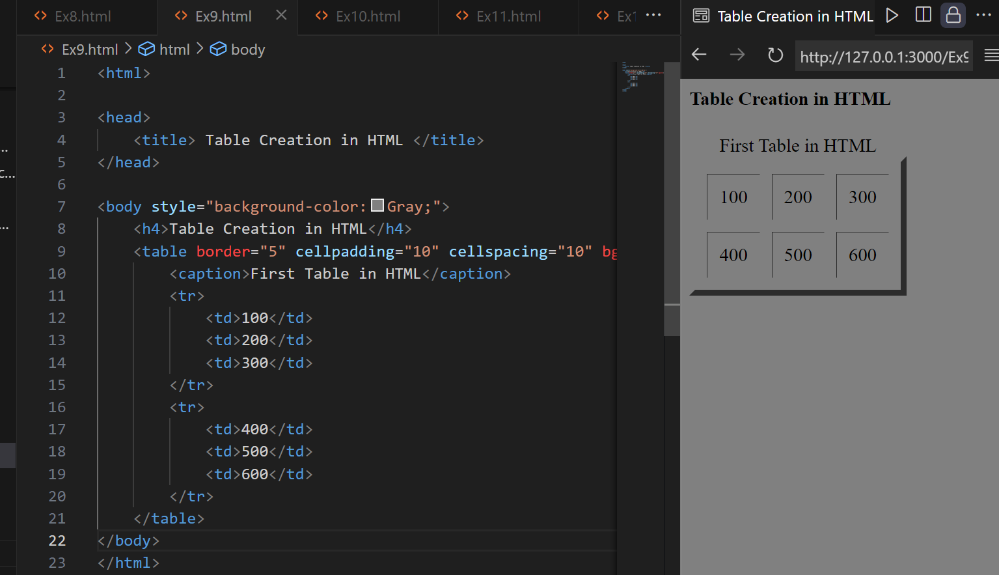 Ex8.html Ex9.html Ex10.html Ex11.html Ex1 ...
Ex9.html > html > body
1 <html>
2
3 <head>
4 <title> Table Creation in HTML </title>
5 </head>
6
7 <body style="background-color: Gray;">
8 <h4>Table Creation in HTML</h4>
9 <table border="5" cellpadding="10" cellspacing="10" bg
10 <caption>First Table in HTML</caption>
11 <tr>
12 <td>100</td>
13 <td>200</td>
14 <td>300</td>
15 </tr>
16 <tr>
17 <td>400</td>
18 <td>500</td>
19 <td>600</td>
20 </tr>
21 </table>
22 </body>
23 </html>
Table Creation in HTML
http://127.0.0.1:3000/Ex9
Table Creation in HTML
First Table in HTML
100 200 300
400 500 600